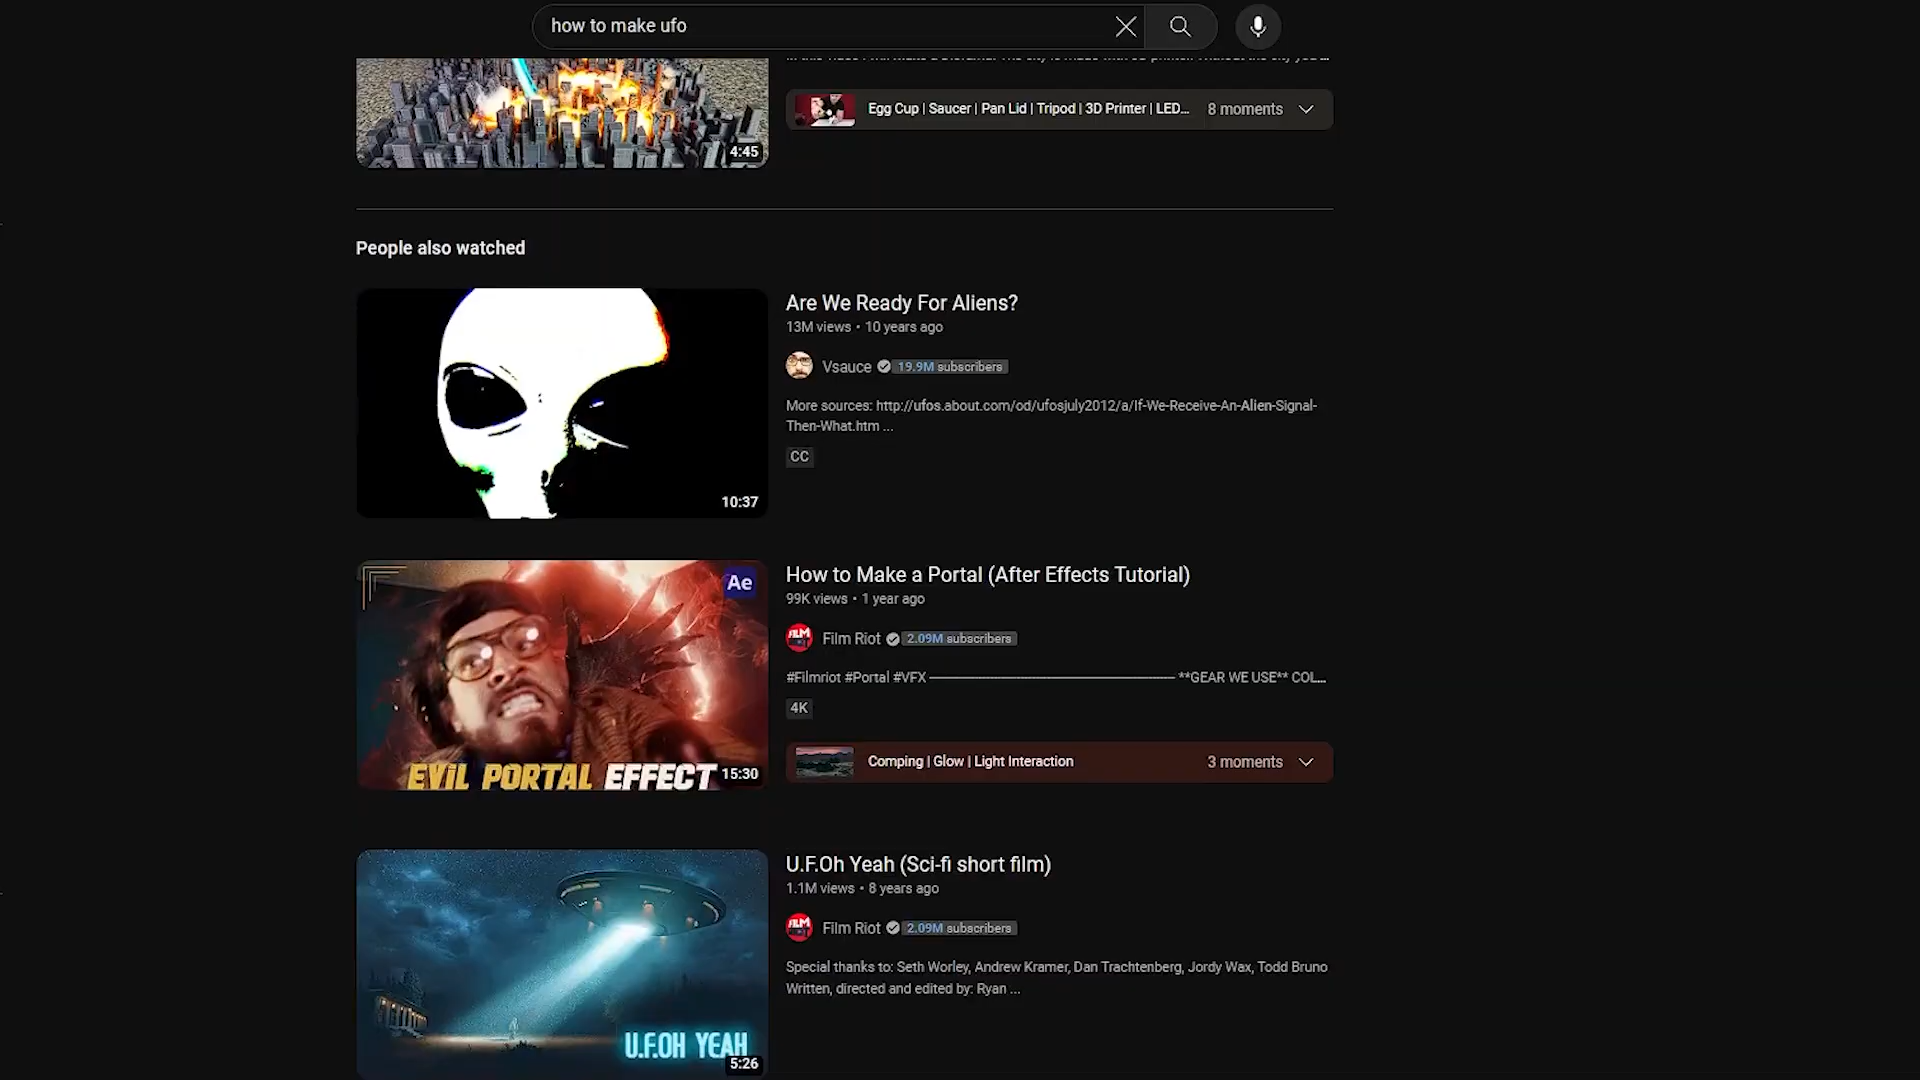 how to make ufo
4:45
Egg Cup | Saucer | Pan Lid | Tripod | 3D Printer | LED...
8 moments
People also watched
10:37
Are We Ready For Aliens?
13M views • 10 years ago
Vsauce
19.9M subscribers
More sources: http://ufos.about.com/od/ufosjuly2012/a/If-We-Receive-An-Alien-Signal-
Then-What.htm ...
CC
Ae
EVIL PORTAL EFFECT
15:30
How to Make a Portal (After Effects Tutorial)
99K views • 1 year ago
FILM
Film Riot
2.09M subscribers
#Filmriot #Portal #VFX ---------- **GEAR WE USE** COL...
4K
Comping | Glow | Light Interaction
3 moments
U.F.OH YEAH
5:26
U.F.Oh Yeah (Sci-fi short film)
1.1M views • 8 years ago
FILM
Film Riot
2.09M subscribers
Special thanks to: Seth Worley, Andrew Kramer, Dan Trachtenberg, Jordy Wax, Todd Bruno
Written, directed and edited by: Ryan ...